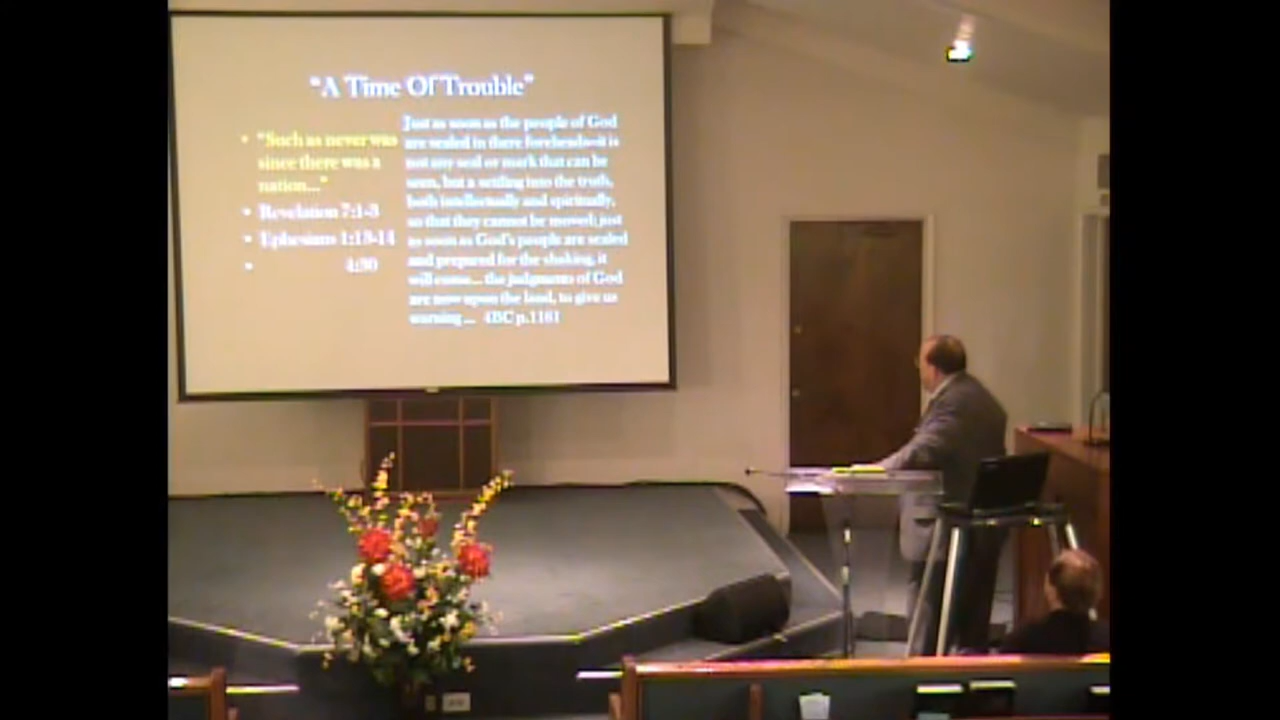 “A Time Of Trouble”
• “Such as never was
since there was a
nation...”
• Revelation 7:1-3
• Ephesians 1:13-14
• 4:30
Just as soon as the people of God
are sealed in there foreheads—it is
not any seal or mark that can be
seen, but a settling into the truth,
both intellectually and spiritually,
so that they cannot be moved; just
as soon as God's people are sealed
and prepared for the shaking, it
will come... the judgments of God
are now upon the land, to give us
warning... 4BC p.1161